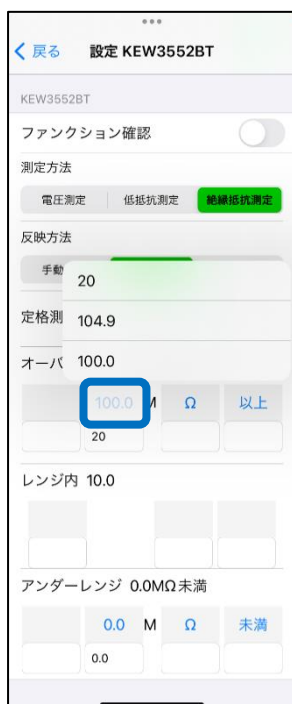 戻る 設定 KEW3552BT
KEW3552BT
ファンクション確認
測定方法
電圧測定 低抵抗測定 絶縁抵抗測定
反映方法
手動
20
定格測
104.9
オーバ
100.0
100.0 M Ω 以上
20
レンジ内 10.0
アンダーレンジ 0.0MΩ未満
0.0 M Ω 未満
0.0